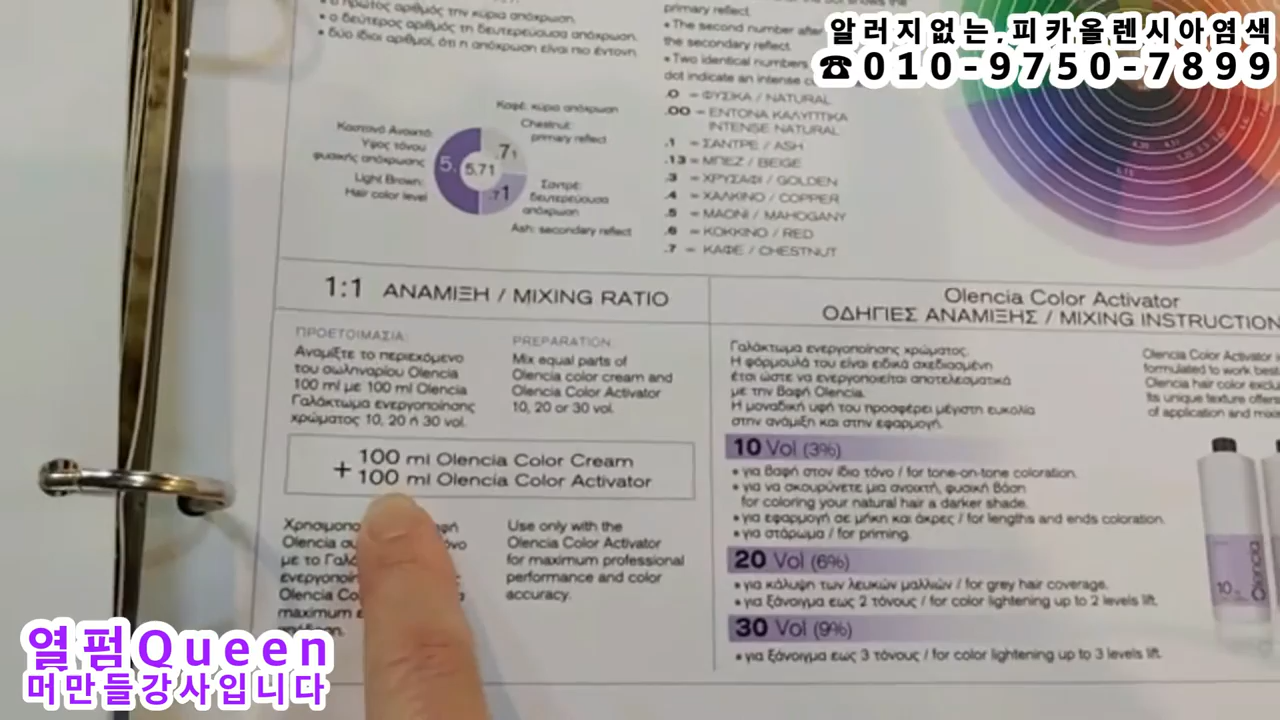 알러지없는,피카올렌시아염색
☎010-9750-7899
• ο πρώτος αριθμός την κύρια απόχρωση.
• ο δεύτερος αριθμός τη δευτερεύουσα απόχρωση.
• δύο ίδιοι αριθμοί, ότι η απόχρωση είναι πιο έντονη.
primary reflect.
• The second number after
the secondary reflect.
• Two identical numbers
dot indicate an intense
.0 = ΦΥΣΙΚΑ / NATURAL
.00 = ΕΝΤΟΝΑ ΚΑΛΥΠΤΙΚΑ
INTENSE NATURAL
.1 = ΣΑΝΤΡΕ / ASH
.13 = ΜΠΕΖ / BEIGE
.3 = ΧΡΥΣΑΦΙ / GOLDEN
.4 = ΧΑΛΚΙΝΟ / COPPER
.5 = ΜΑΟΝΙ / MAHOGANY
.6 = ΚΟΚΚΙΝΟ / RED
.7 = ΚΑΦΕ / CHESTNUT
Καφέ: κύρια απόχρωση
Chestnut:
primary reflect
Καστανό Ανοιχτό:
Ύψος τόνου
φυσικής απόχρωσης
Light Brown:
Hair color level
5.
5.71
.71
.71
Σαντρέ:
δευτερεύουσα
απόχρωση
Ash: secondary reflect
1:1 ΑΝΑΜΙΞΗ / MIXING RATIO
ΠΡΟΕΤΟΙΜΑΣΙΑ:
Αναμίξτε το περιεχόμενο
του σωληναρίου Olencia
100 ml με 100 ml Olencia
Γαλάκτωμα ενεργοποίησης
χρώματος 10, 20 ή 30 vol.
PREPARATION:
Mix equal parts of
Olencia color cream and
Olencia Color Activator
10, 20 or 30 vol.
100 ml Olencia Color Cream
+ 100 ml Olencia Color Activator
Olencia
με το
Olencia
maximum
Use only with the
Olencia Color Activator
for maximum professional
performance and color
accuracy.
Olencia Color Activator
ΟΔΗΓΙΕΣ ΑΝΑΜΙΞΗΣ / MIXING INSTRUCTION
Γαλάκτωμα ενεργοποίησης χρώματος.
Η φόρμουλά του είναι ειδικά σχεδιασμένη
έτσι ώστε να ενεργοποιείται αποτελεσματικά
με την Βαφή Olencia.
Η μοναδική υφή του προσφέρει μέγιστη ευκολία
στην ανάμιξη και στην εφαρμογή.
Olencia Color Activator
formulated to work best
Olencia hair color
Its unique texture offers
of application and
10 Vol (3%)
• για βαφή στον ίδιο τόνο / for tone-on-tone coloration.
• για να σκουρύνετε μια ανοιχτή, φυσική βάση
for coloring your natural hair a darker shade.
• για εφαρμογή σε μήκη και άκρες / for lengths and ends coloration.
• για στάρωμα / for priming.
20 Vol (6%)
• για κάλυψη των λευκών μαλλιών / for grey hair coverage.
• για ξάνοιγμα εως 2 τόνους / for color lightening up to 2 levels lift.
30 Vol (9%)
• για ξάνοιγμα εως 3 τόνους / for color lightening up to 3 levels lift.
10
Olencia
열펌Queen
머만들강사입니다